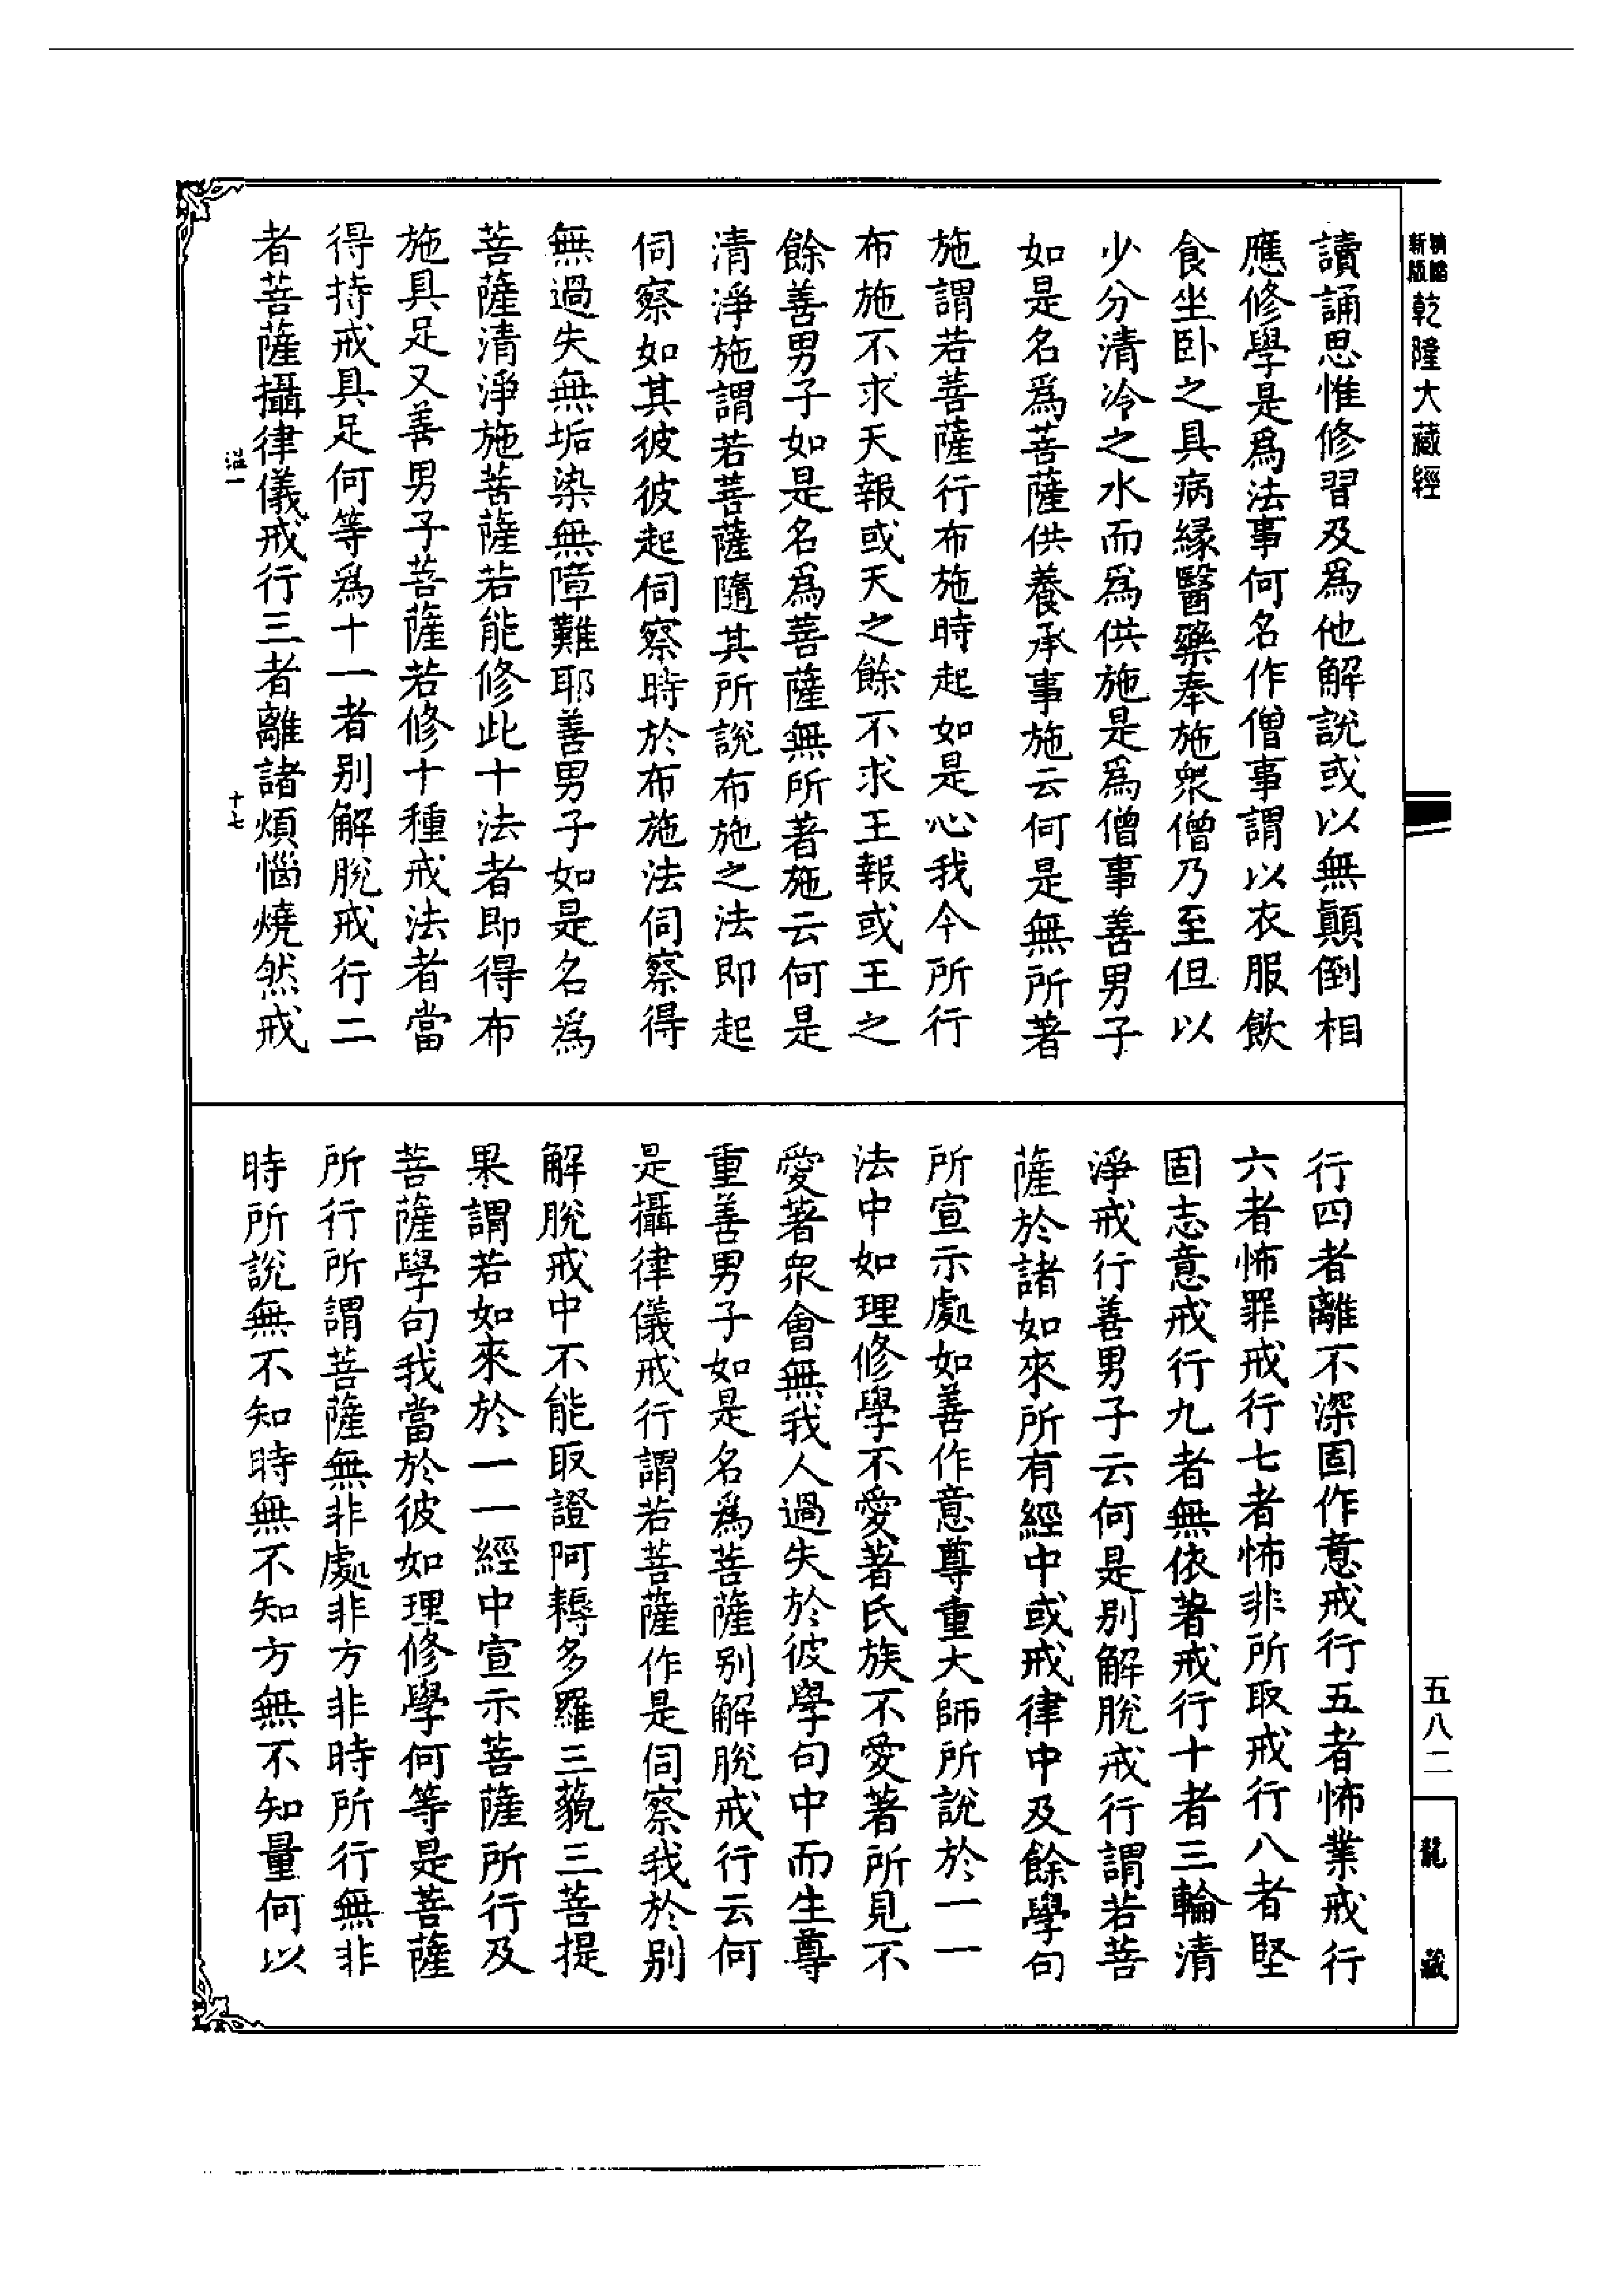 新版
精縮
乾隆大藏經
讀誦思惟修習及爲他解說或以無顛倒相
應修學是爲法事何名作僧事謂以衣服飲
食坐卧之具病緣醫藥奉施衆僧乃至但以
少分清冷之水而爲供施是爲僧事善男子
如是名爲菩薩供養承事施云何是無所著
施謂若菩薩行布施時起如是心我今所行
布施不求天報或天之餘不求王報或王之
餘善男子如是名爲菩薩無所著施云何是
清淨施謂若菩薩隨其所說布施之法即起
伺察如其彼彼起伺察時於布施法伺察得
無過失無垢染無障難耶善男子如是名爲
菩薩清淨施菩薩若能修此十法者即得布
施具足又善男子菩薩若修十種戒法者當
得持戒具足何等爲十一者别解脫戒行二
者菩薩攝律儀戒行三者離諸煩惱燒然戒
溢一
十七
行四者離不深固作意戒行五者怖業戒行
六者怖罪戒行七者怖非所取戒行八者堅
固志意戒行九者無依著戒行十者三輪清
淨戒行善男子云何是别解脫戒行謂若菩
薩於諸如來所有經中或戒律中及餘學句
所宣示處如善作意尊重大師所說於一一
法中如理修學不愛著氏族不愛著所見不
愛著衆會無我人過失於彼學句中而生尊
重善男子如是名爲菩薩别解脫戒行云何
是攝律儀戒行謂若菩薩作是伺察我於别
解脫戒中不能取證阿耨多羅三藐三菩提
果謂若如來於一一經中宣示菩薩所行及
菩薩學句我當於彼如理修學何等是菩薩
所行所謂菩薩無非處非方非時所行無非
時所說無不知時無不知方無不知量何以
五八二
龍藏